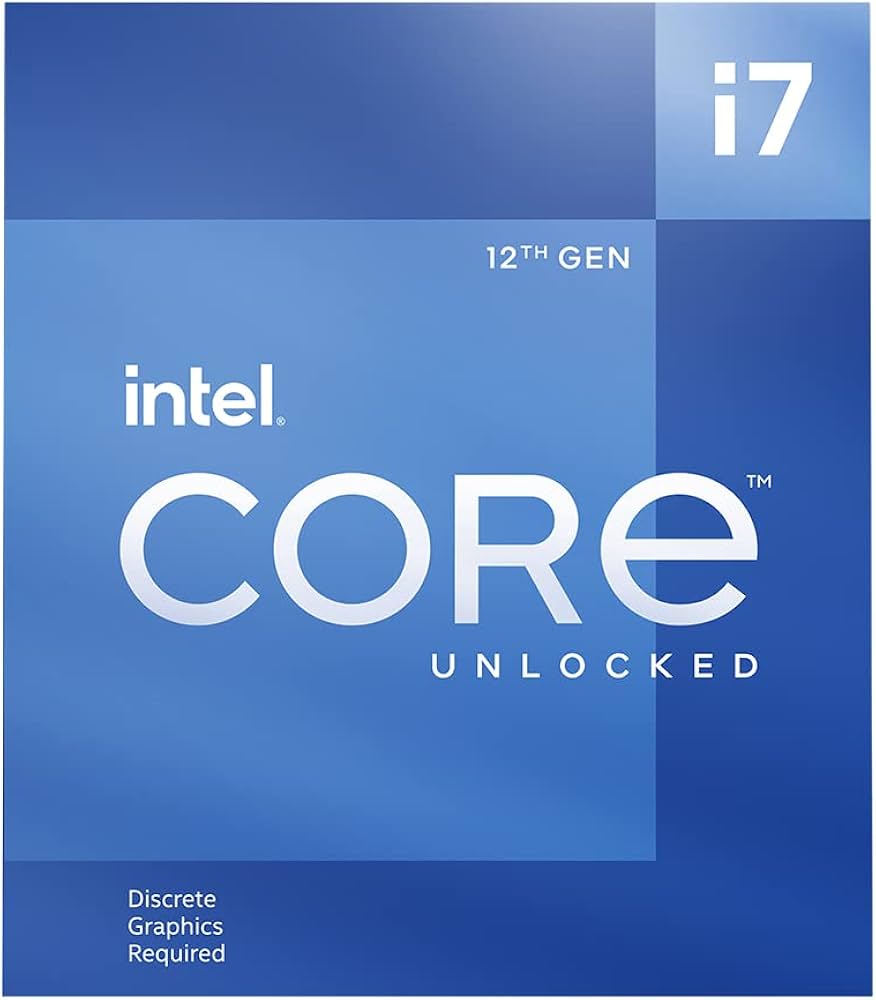 i7
12TH GEN
intel®
CORe™
UNLOCKED
Discrete
Graphics
Required